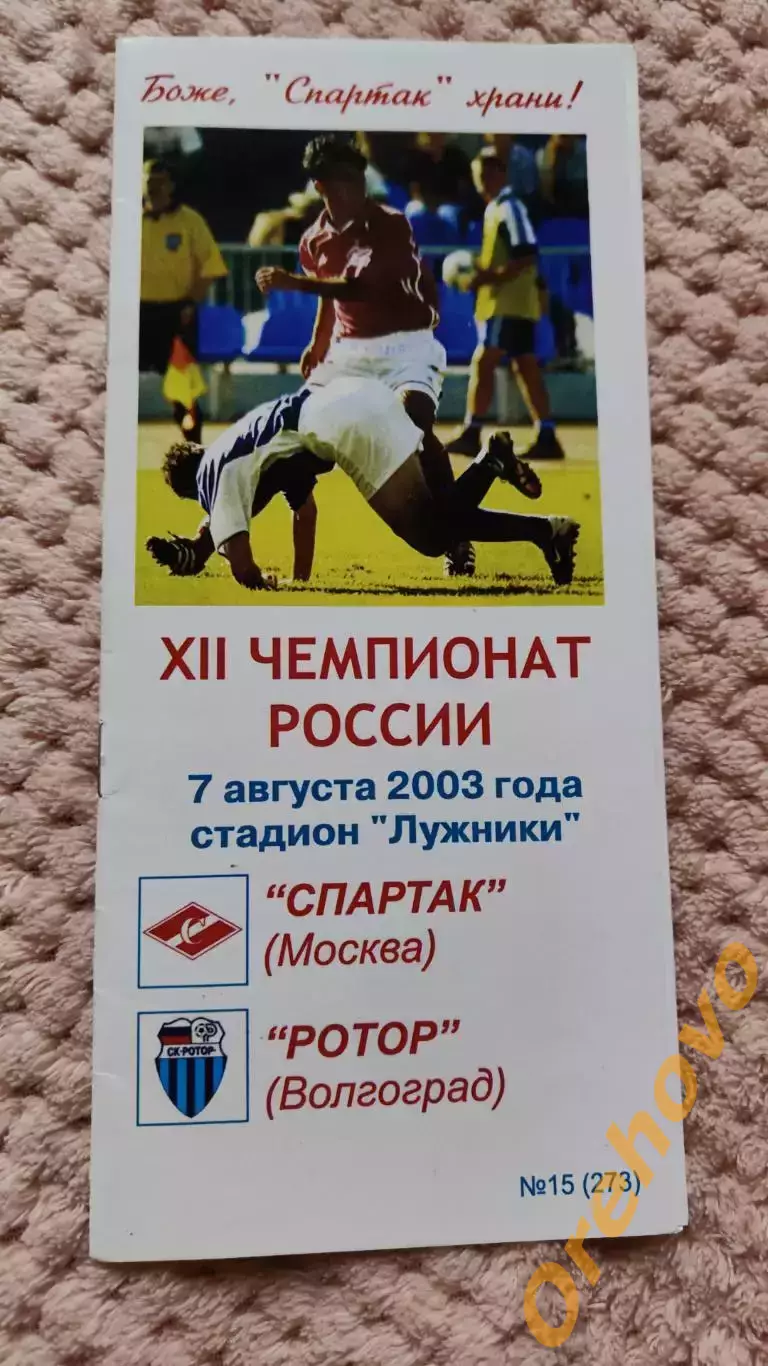 Боже, "Спартак" храни!
XII ЧЕМПИОНАТ
РОССИИ
7 августа 2003 года
стадион "Лужники"
С
"СПАРТАК"
(Москва)
СК•РОТОР
"РОТОР"
(Волгоград)
№15 (273)
Orehovo